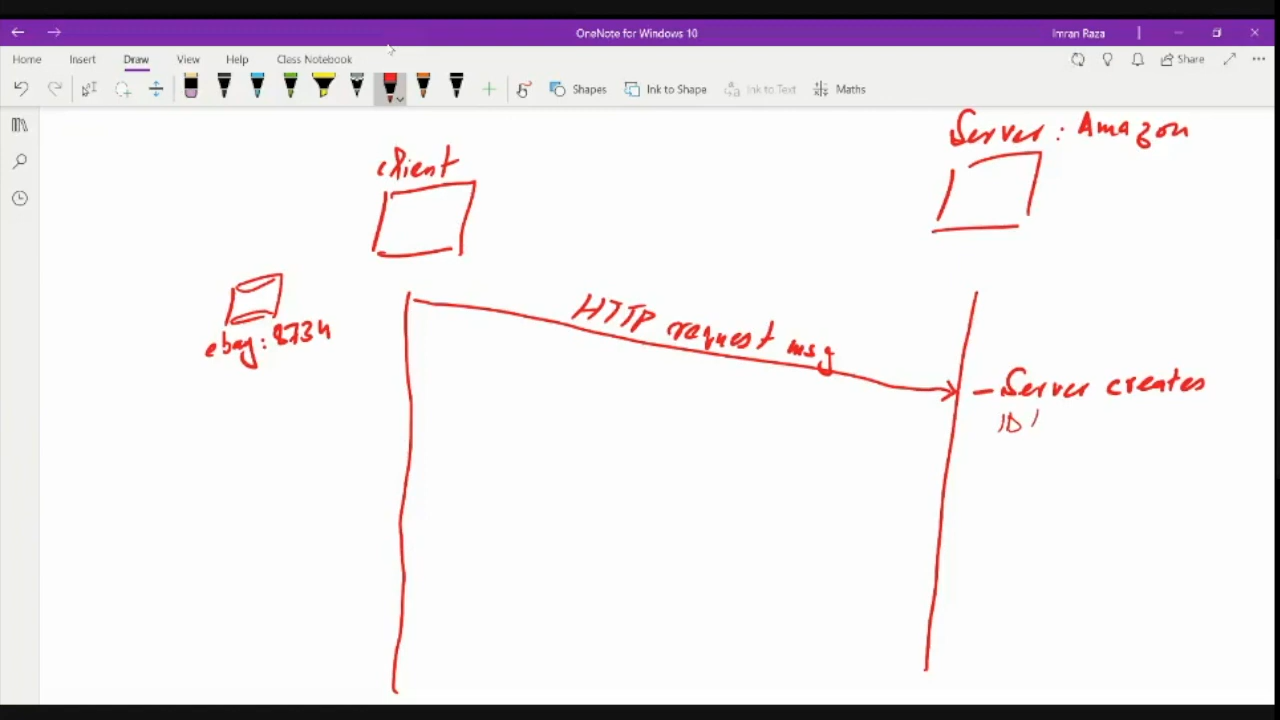 OneNote for Windows 10
Imran Raza
Home Insert Draw View Help Class Notebook
Share
Shapes Ink to Shape Ink to Text Maths
Server : Amazon
client
HTTP request msg
ebay : 8734
- Server creates
ID